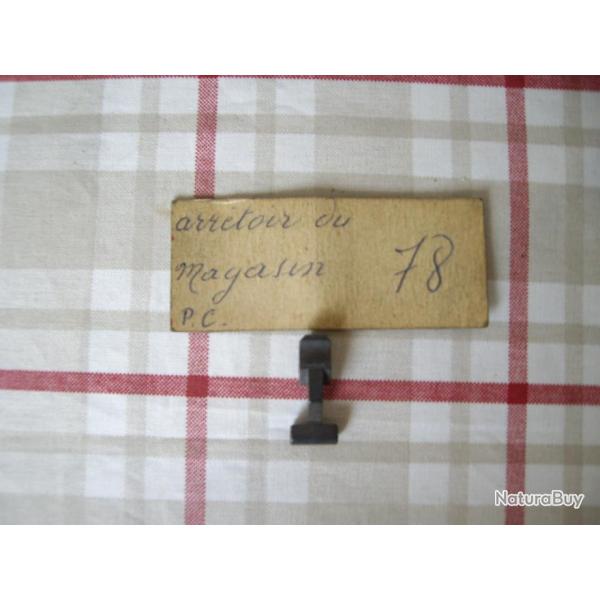 arretoir du
Magasin 78
P.C.
NaturaBuy